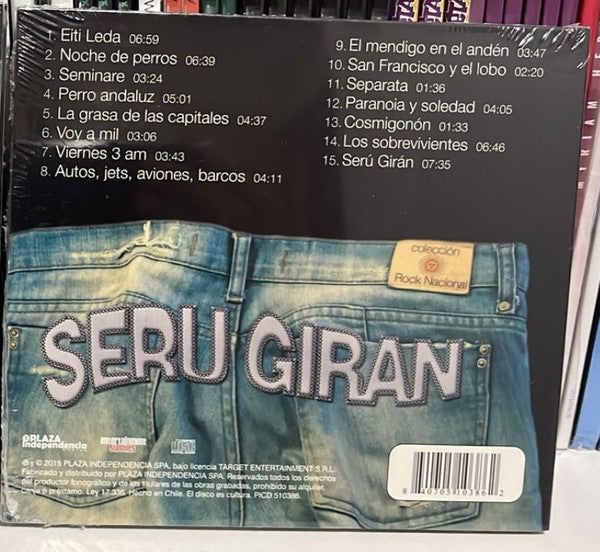 1. Eiti Leda 06:59
2. Noche de perros 06:39
3. Seminare 03:24
4. Perro andaluz 05:01
5. La grasa de las capitales 04:37
6. Voy a mil 03:06
7. Viernes 3 am 03:43
8. Autos, jets, aviones, barcos 04:11
9. El mendigo en el andén 03:47
10. San Francisco y el lobo 02:20
11. Separata 01:36
12. Paranoia y soledad 04:05
13. Cosmigonón 01:33
14. Los sobrevivientes 06:46
15. Serú Girán 07:35
colección
Rock Nacional
SERU GIRAN
PLAZA
independencia
℗ y © 2015 PLAZA INDEPENDENCIA SPA, bajo licencia TARGET ENTERTAINMENT S.R.L.
Fabricado y distribuido por PLAZA INDEPENDENCIA SPA. Reservados todos los derechos
del productor fonográfico y de los titulares de las obras grabadas, prohibido su alquiler,
canje o préstamo. Ley 17.336. Hecho en Chile. El disco es cultura. PICD 510386.
8 40705 10386 2